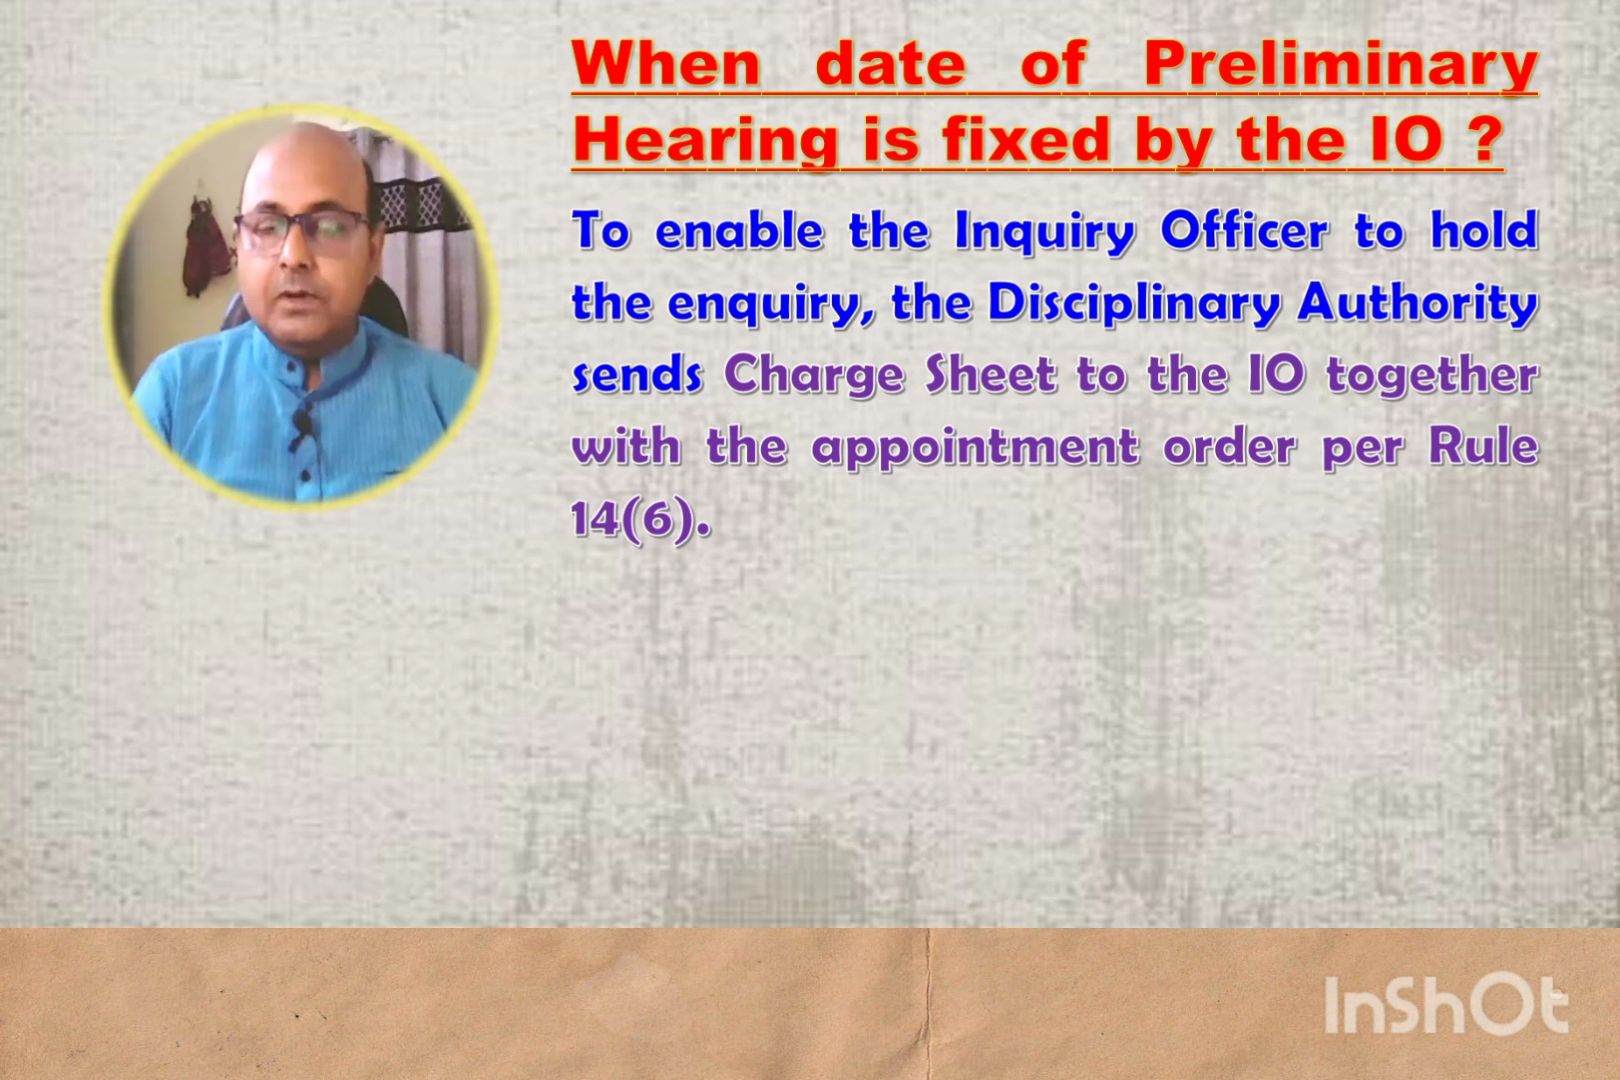 When date of Preliminary
Hearing is fixed by the IO ?
To enable the Inquiry Officer to hold
the enquiry, the Disciplinary Authority
sends Charge Sheet to the IO together
with the appointment order per Rule
14(6).
InShOt